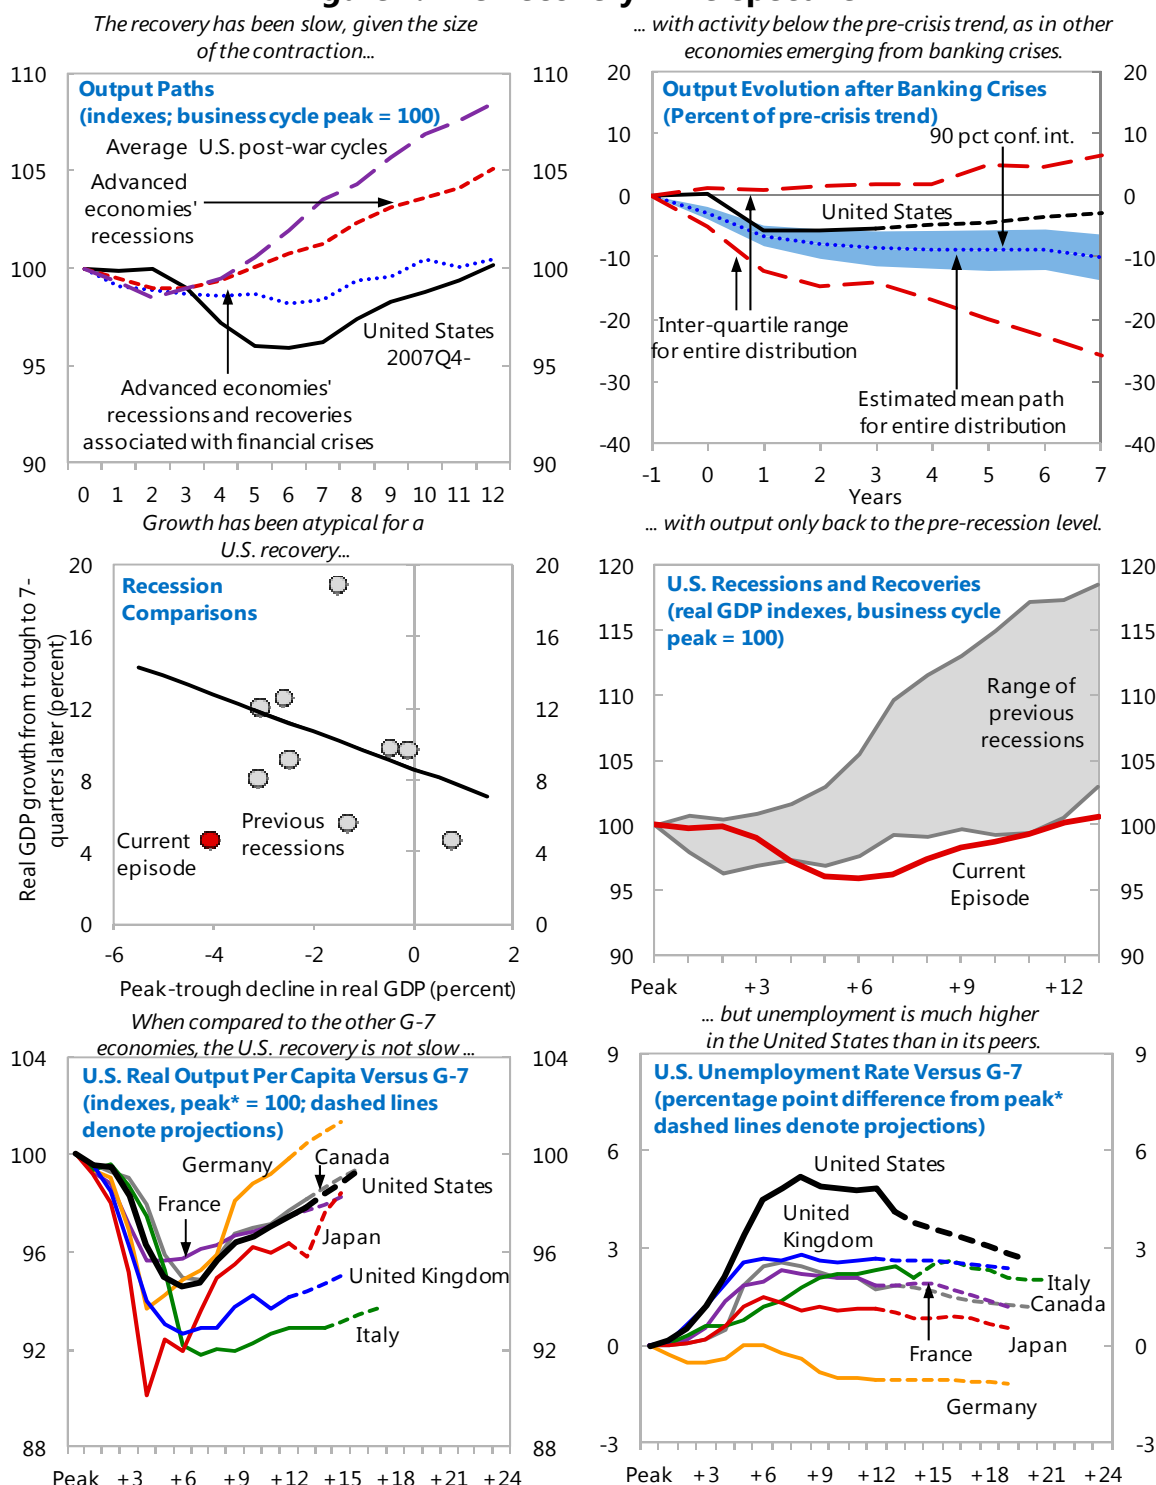 The recovery has been slow, given the size
of the contraction...
110
105
100
95
90
110
105
100
95
90
Output Paths
(indexes; business cycle peak = 100)
Average U.S. post-war cycles
Advanced
economies'
recessions
United States
2007Q4-
Advanced economies'
recessions and recoveries
associated with financial crises
0 1 2 3 4 5 6 7 8 9 10 11 12
... with activity below the pre-crisis trend, as in other
economies emerging from banking crises.
20
10
0
-10
-20
-30
-40
20
10
0
-10
-20
-30
-40
Output Evolution after Banking Crises
(Percent of pre-crisis trend)
90 pct conf. int.
United States
Inter-quartile range
for entire distribution
Estimated mean path
for entire distribution
-1 0 1 2 3 4 5 6 7
Years
Growth has been atypical for a
U.S. recovery...
Real GDP growth from trough to 7-
quarters later (percent)
20
16
12
8
4
0
20
16
12
8
4
0
Recession
Comparisons
Current
episode
Previous
recessions
-6 -4 -2 0 2
Peak-trough decline in real GDP (percent)
... with output only back to the pre-recession level.
120
115
110
105
100
95
90
120
115
110
105
100
95
90
U.S. Recessions and Recoveries
(real GDP indexes, business cycle
peak = 100)
Range of
previous
recessions
Current
Episode
Peak +3 +6 +9 +12
When compared to the other G-7
economies, the U.S. recovery is not slow ...
104
100
96
92
88
104
100
96
92
88
U.S. Real Output Per Capita Versus G-7
(indexes, peak* = 100; dashed lines
denote projections)
Germany
Canada
United States
France
Japan
United Kingdom
Italy
Peak +3 +6 +9 +12 +15 +18 +21 +24
... but unemployment is much higher
in the United States than in its peers.
9
6
3
0
-3
9
6
3
0
-3
U.S. Unemployment Rate Versus G-7
(percentage point difference from peak*
dashed lines denote projections)
United States
United
Kingdom
Italy
Canada
Japan
France
Germany
Peak +3 +6 +9 +12 +15 +18 +21 +24